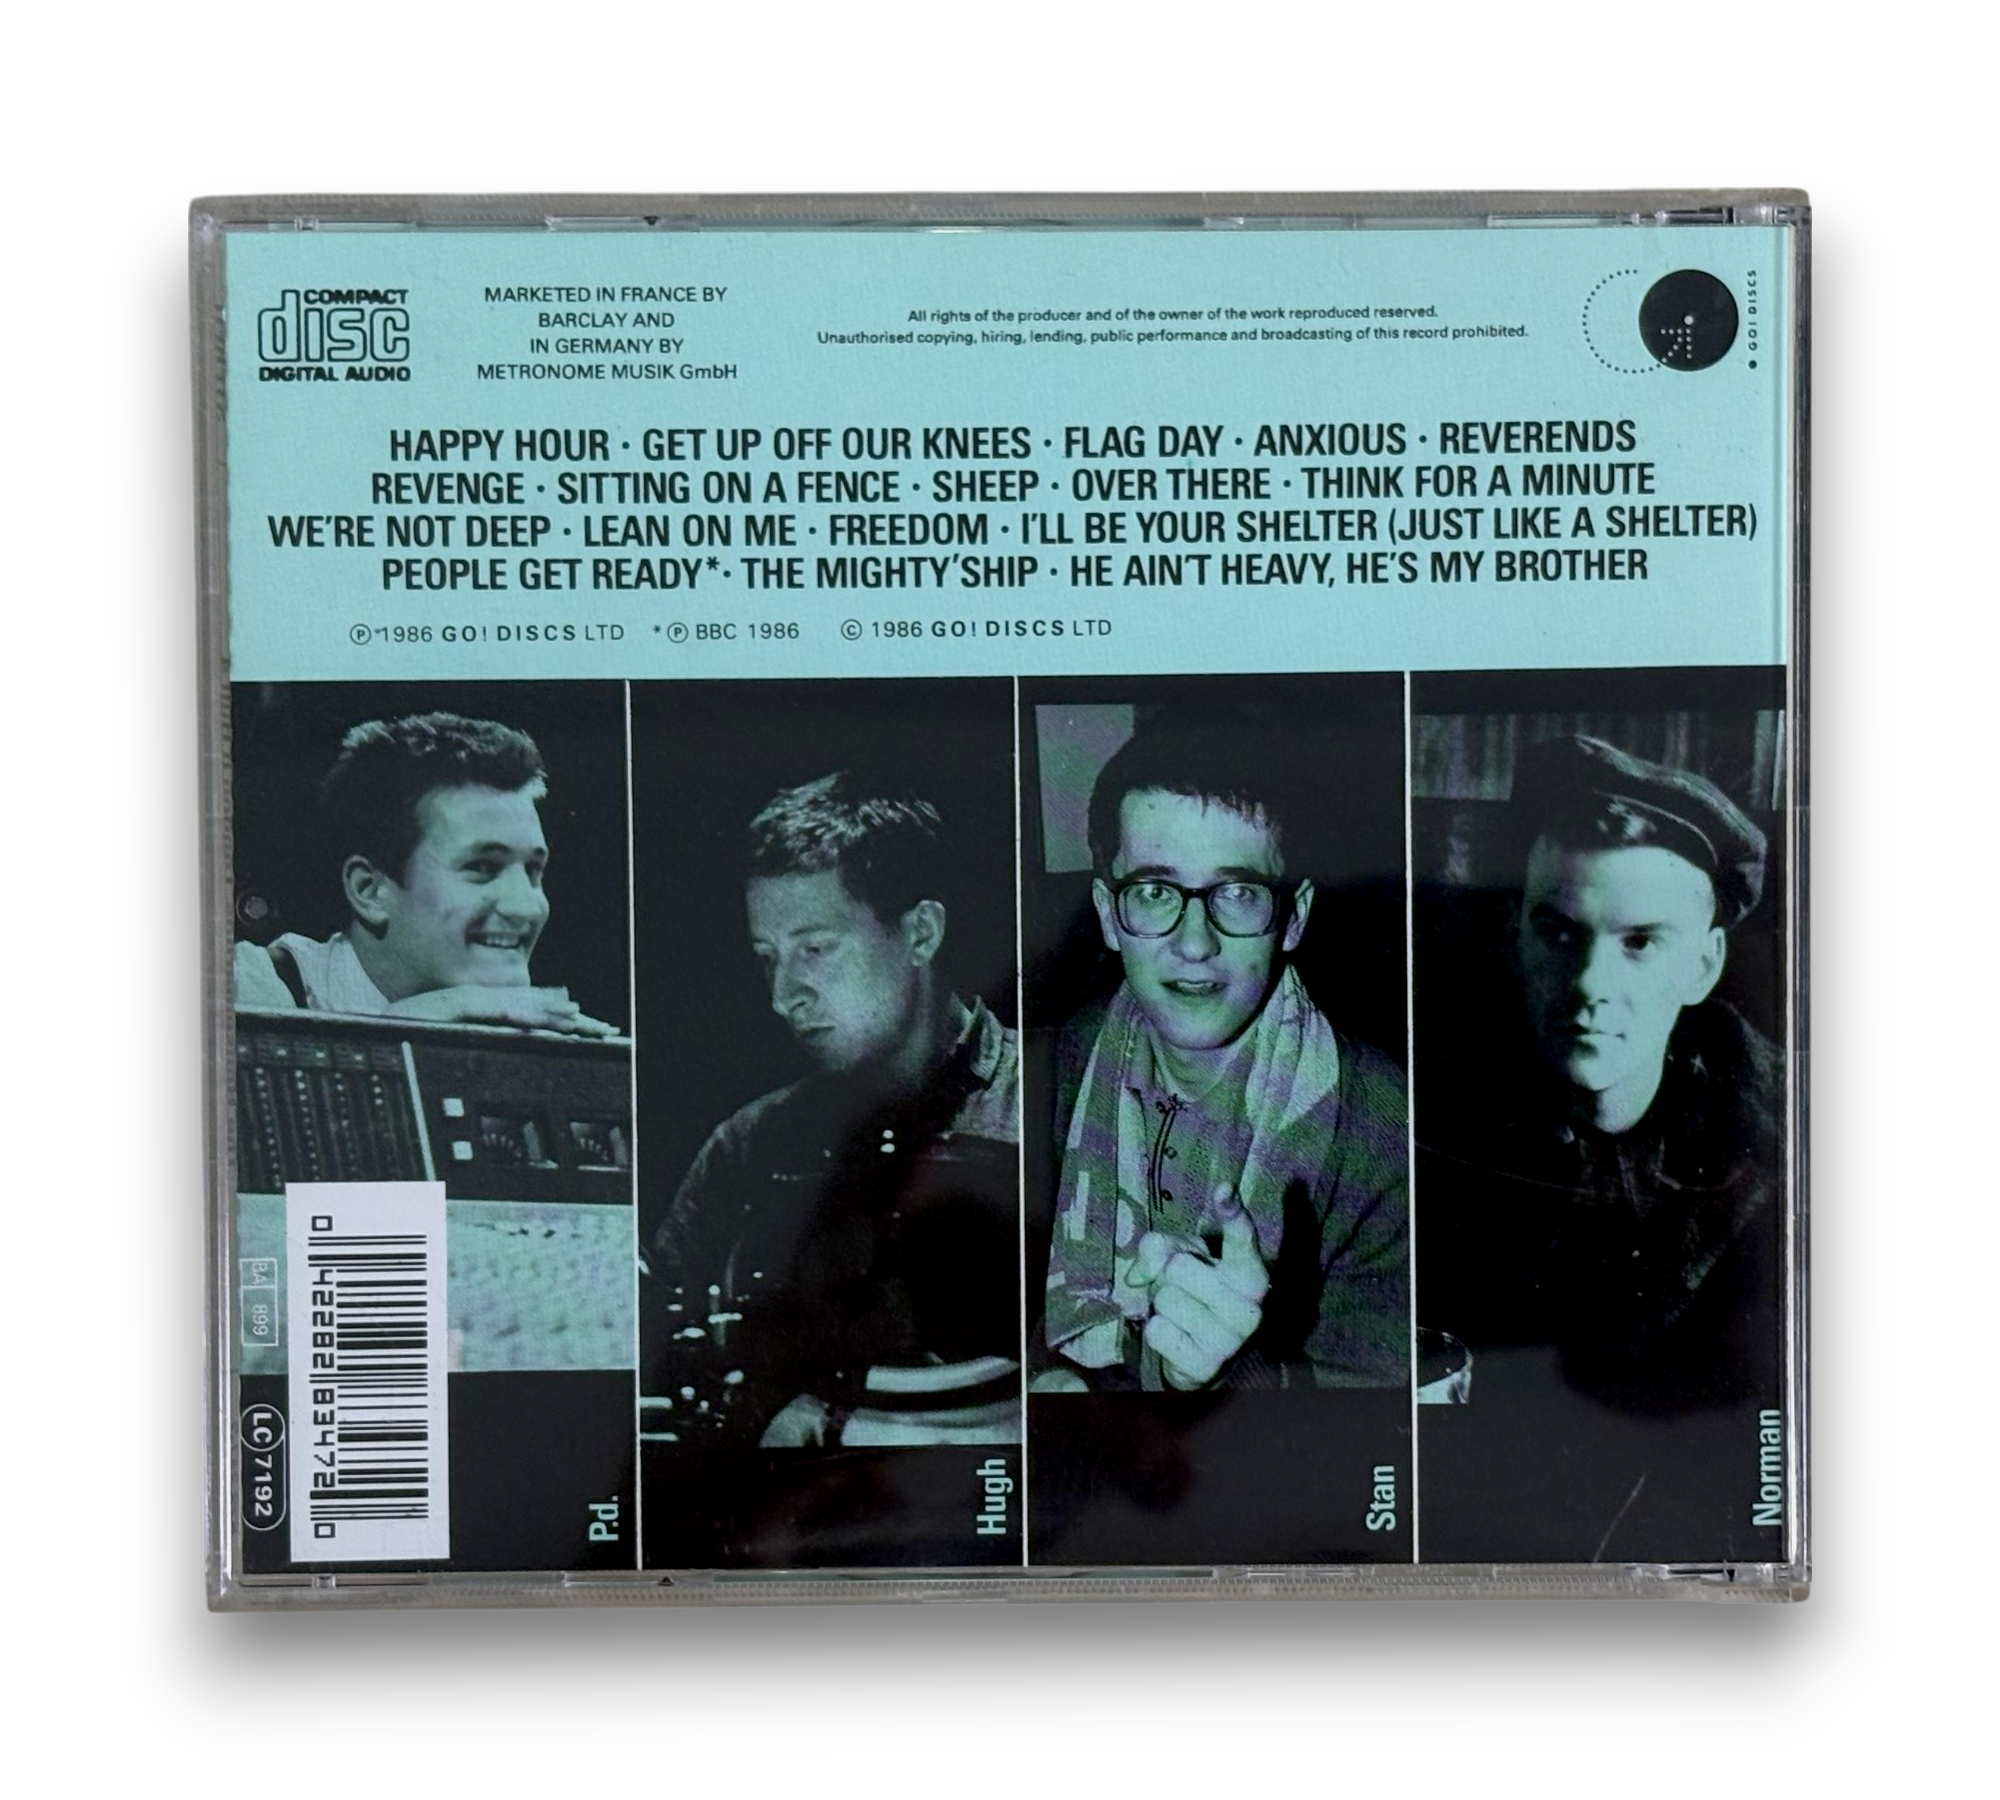 COMPACT
disc
DIGITAL AUDIO
MARKETED IN FRANCE BY
BARCLAY AND
IN GERMANY BY
METRONOME MUSIK GmbH
All rights of the producer and of the owner of the work reproduced reserved.
Unauthorised copying, hiring, lending, public performance and broadcasting of this record prohibited.
GO! DISCS
HAPPY HOUR · GET UP OFF OUR KNEES · FLAG DAY · ANXIOUS · REVERENDS
REVENGE · SITTING ON A FENCE · SHEEP · OVER THERE · THINK FOR A MINUTE
WE'RE NOT DEEP · LEAN ON ME · FREEDOM · I'LL BE YOUR SHELTER (JUST LIKE A SHELTER)
PEOPLE GET READY*· THE MIGHTY'SHIP · HE AIN'T HEAVY, HE'S MY BROTHER
Ⓟ*1986 GO! DISCS LTD *Ⓟ BBC 1986 © 1986 GO! DISCS LTD
BA 899
LC 7192
0 42282 83472 0
P.d.
Hugh
Stan
Norman